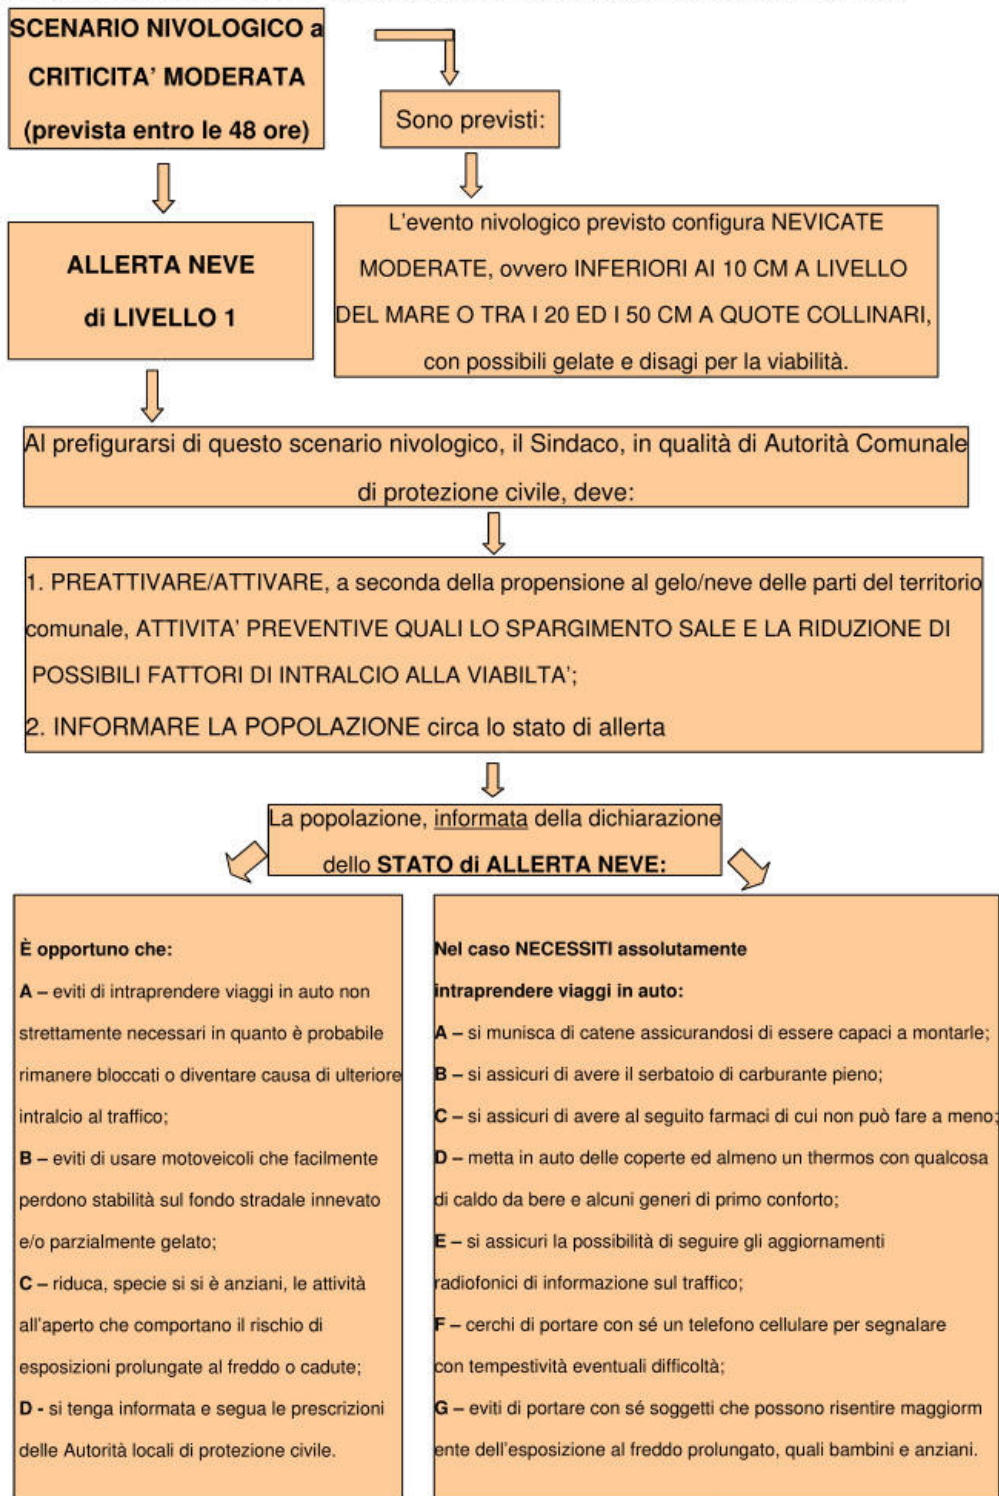 SCENARIO NIVOLOGICO a
CRITICITA' MODERATA
(prevista entro le 48 ore)
Sono previsti:
ALLERTA NEVE
di LIVELLO 1
L'evento nivologico previsto configura NEVICATE
MODERATE, ovvero INFERIORI AI 10 CM A LIVELLO
DEL MARE O TRA I 20 ED I 50 CM A QUOTE COLLINARI,
con possibili gelate e disagi per la viabilità.
Al prefigurarsi di questo scenario nivologico, il Sindaco, in qualità di Autorità Comunale
di protezione civile, deve:
1. PREATTIVARE/ATTIVARE, a seconda della propensione al gelo/neve delle parti del territorio
comunale, ATTIVITA' PREVENTIVE QUALI LO SPARGIMENTO SALE E LA RIDUZIONE DI
POSSIBILI FATTORI DI INTRALCIO ALLA VIABILTA';
2. INFORMARE LA POPOLAZIONE circa lo stato di allerta
La popolazione, informata della dichiarazione
dello STATO di ALLERTA NEVE:
È opportuno che:
A – eviti di intraprendere viaggi in auto non
strettamente necessari in quanto è probabile
rimanere bloccati o diventare causa di ulteriore
intralcio al traffico;
B – eviti di usare motoveicoli che facilmente
perdono stabilità sul fondo stradale innevato
e/o parzialmente gelato;
C – riduca, specie si si è anziani, le attività
all'aperto che comportano il rischio di
esposizioni prolungate al freddo o cadute;
D - si tenga informata e segua le prescrizioni
delle Autorità locali di protezione civile.
Nel caso NECESSITI assolutamente
intraprendere viaggi in auto:
A – si munisca di catene assicurandosi di essere capaci a montarle;
B – si assicuri di avere il serbatoio di carburante pieno;
C – si assicuri di avere al seguito farmaci di cui non può fare a meno;
D – metta in auto delle coperte ed almeno un thermos con qualcosa
di caldo da bere e alcuni generi di primo conforto;
E – si assicuri la possibilità di seguire gli aggiornamenti
radiofonici di informazione sul traffico;
F – cerchi di portare con sé un telefono cellulare per segnalare
con tempestività eventuali difficoltà;
G – eviti di portare con sé soggetti che possono risentire maggiorm
ente dell'esposizione al freddo prolungato, quali bambini e anziani.